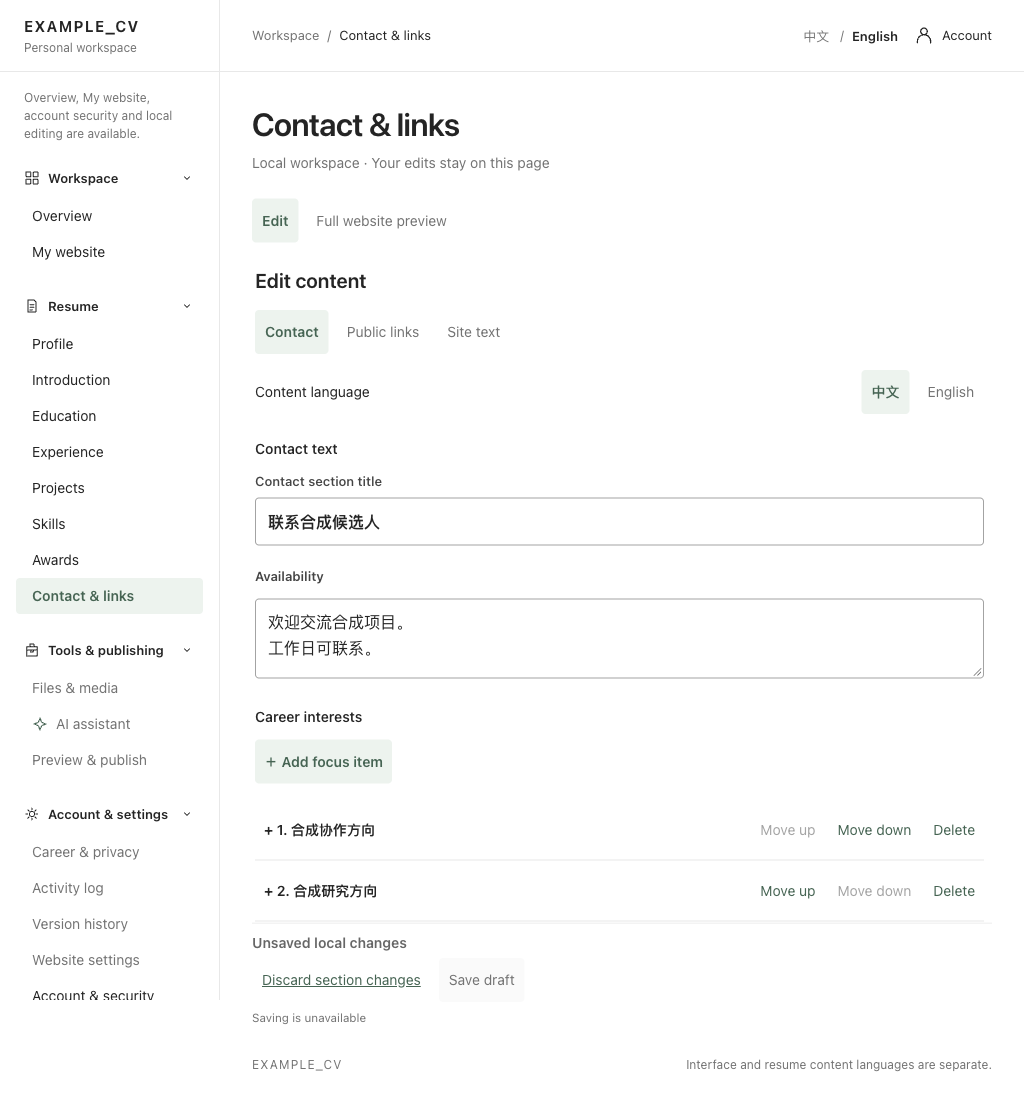 EXAMPLE_CV
Personal workspace
Workspace / Contact & links
中文 / English
Account
Overview, My website,
account security and local
editing are available.
Workspace
Overview
My website
Resume
Profile
Introduction
Education
Experience
Projects
Skills
Awards
Contact & links
Tools & publishing
Files & media
AI assistant
Preview & publish
Account & settings
Career & privacy
Activity log
Version history
Website settings
Account & security
Contact & links
Local workspace · Your edits stay on this page
Edit
Full website preview
Edit content
Contact
Public links
Site text
Content language
中文
English
Contact text
Contact section title
联系合成候选人
Availability
欢迎交流合成项目。
工作日可联系。
Career interests
+ Add focus item
+ 1. 合成协作方向
Move up
Move down
Delete
+ 2. 合成研究方向
Move up
Move down
Delete
Unsaved local changes
Discard section changes
Save draft
Saving is unavailable
EXAMPLE_CV
Interface and resume content languages are separate.